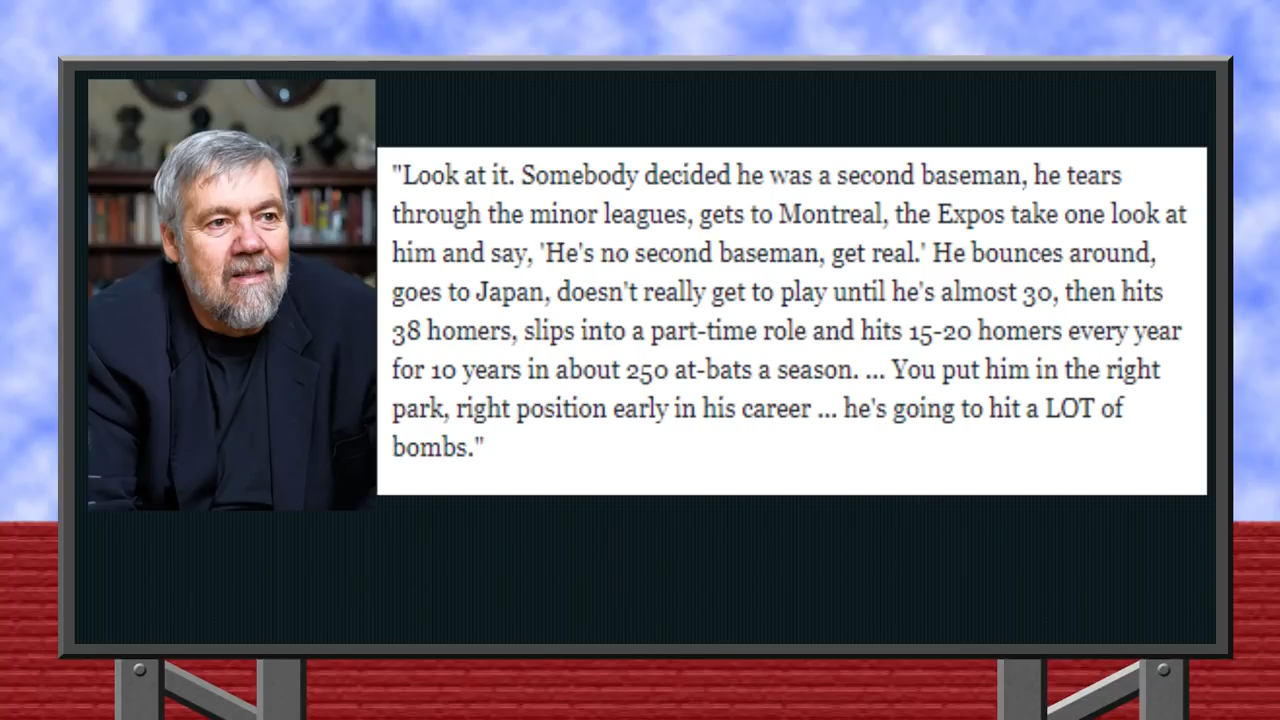 "Look at it. Somebody decided he was a second baseman, he tears
through the minor leagues, gets to Montreal, the Expos take one look at
him and say, 'He's no second baseman, get real.' He bounces around,
goes to Japan, doesn't really get to play until he's almost 30, then hits
38 homers, slips into a part-time role and hits 15-20 homers every year
for 10 years in about 250 at-bats a season. ... You put him in the right
park, right position early in his career ... he's going to hit a LOT of
bombs."